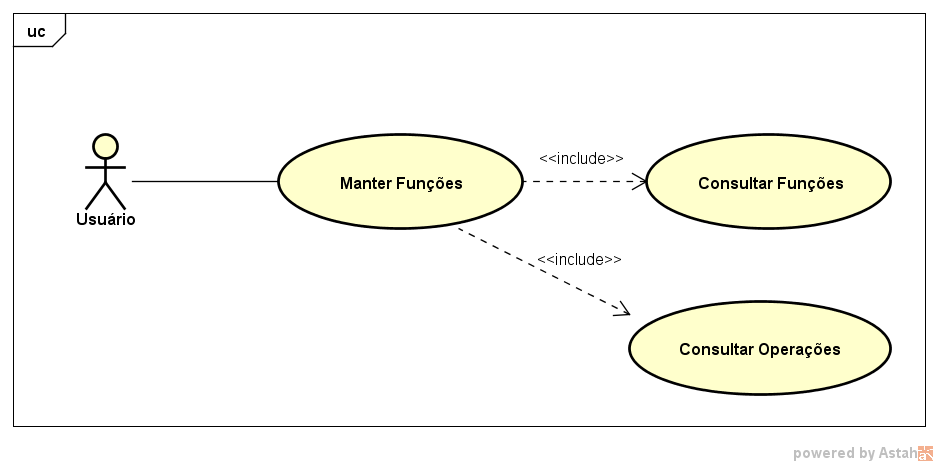 uc
<<include>>
Manter Funções
Consultar Funções
Usuário
<<include>>
Consultar Operações
powered by Astah